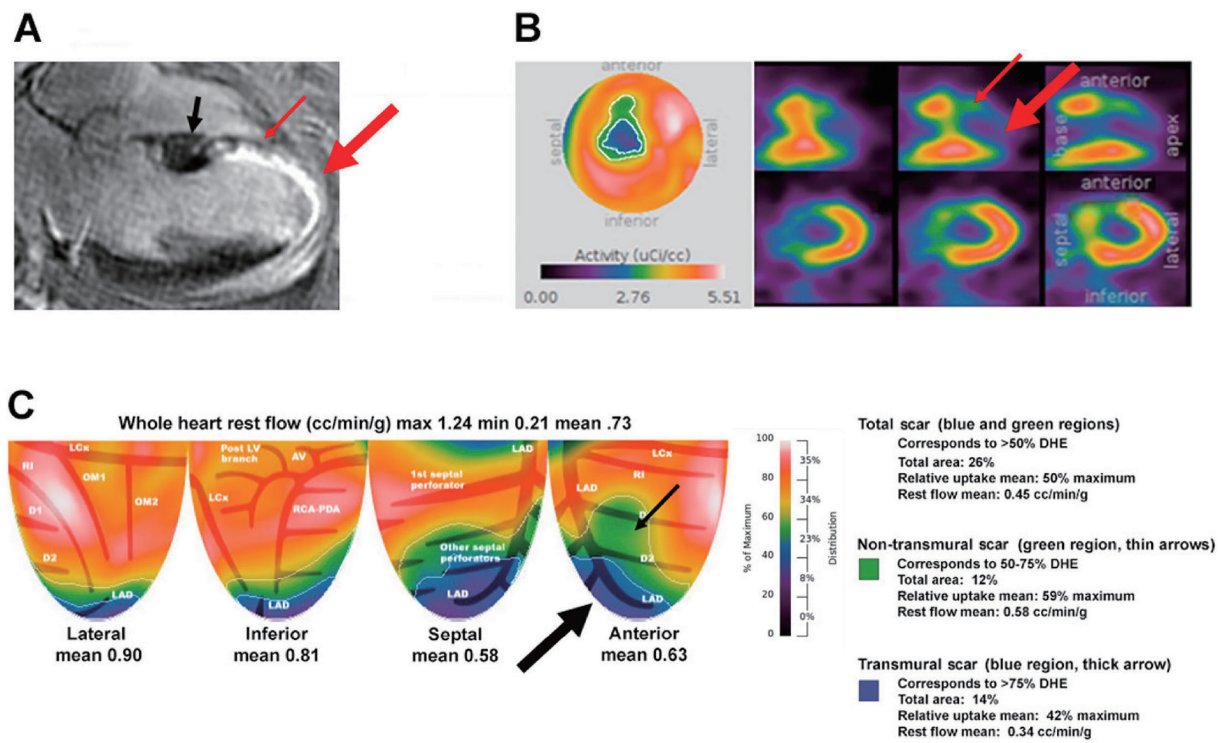 A
B
anterior
septal
lateral
inferior
Activity (uCi/cc)
0.00 2.76 5.51
anterior
base
apex
anterior
septal
lateral
inferior
C
Whole heart rest flow (cc/min/g) max 1.24 min 0.21 mean .73
LCx
RI
OM1
D1
OM2
D2
LAD
Lateral
mean 0.90
Post LV
branch
AV
LCx
RCA-PDA
LAD
Inferior
mean 0.81
LAD
1st septal
perforator
Other septal
perforators
LAD
Septal
mean 0.58
LCx
RI
LAD
D2
LAD
Anterior
mean 0.63
% of Maximum
100
80
60
40
20
0
Distribution
35%
34%
23%
8%
0%
Total scar (blue and green regions)
Corresponds to >50% DHE
Total area: 26%
Relative uptake mean: 50% maximum
Rest flow mean: 0.45 cc/min/g
Non-transmural scar (green region, thin arrows)
Corresponds to 50-75% DHE
Total area: 12%
Relative uptake mean: 59% maximum
Rest flow mean: 0.58 cc/min/g
Transmural scar (blue region, thick arrow)
Corresponds to >75% DHE
Total area: 14%
Relative uptake mean: 42% maximum
Rest flow mean: 0.34 cc/min/g